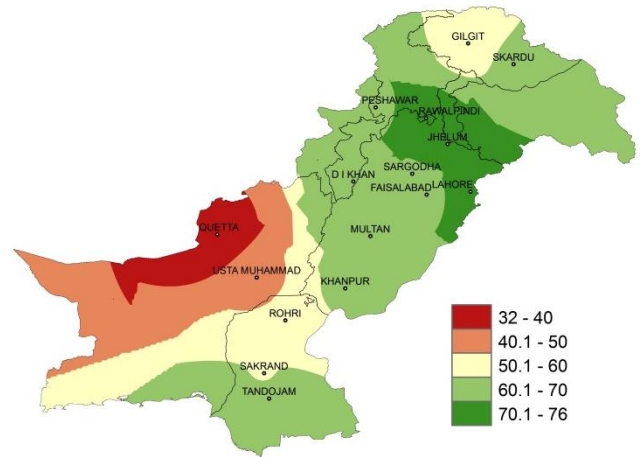 GILGIT
SKARDU
PESHAWAR
RAWALPINDI
JHELUM
SARGODHA
D I KHAN
LAHORE
FAISALABAD
QUETTA
MULTAN
USTA MUHAMMAD
KHANPUR
ROHRI
SAKRAND
TANDOJAM
32 - 40
40.1 - 50
50.1 - 60
60.1 - 70
70.1 - 76